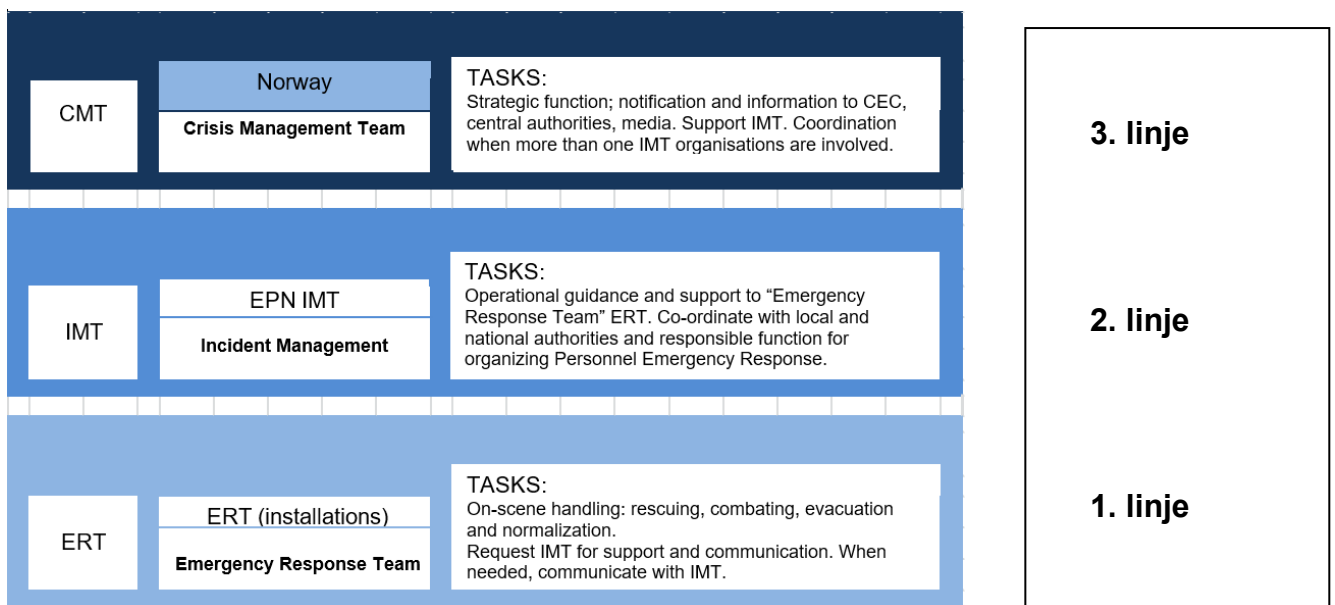 CMT
Norway
Crisis Management Team
TASKS:
Strategic function; notification and information to CEC,
central authorities, media. Support IMT. Coordination
when more than one IMT organisations are involved.
3. linje
IMT
EPN IMT
Incident Management
TASKS:
Operational guidance and support to “Emergency
Response Team” ERT. Co-ordinate with local and
national authorities and responsible function for
organizing Personnel Emergency Response.
2. linje
ERT
ERT (installations)
Emergency Response Team
TASKS:
On-scene handling: rescuing, combating, evacuation
and normalization.
Request IMT for support and communication. When
needed, communicate with IMT.
1. linje